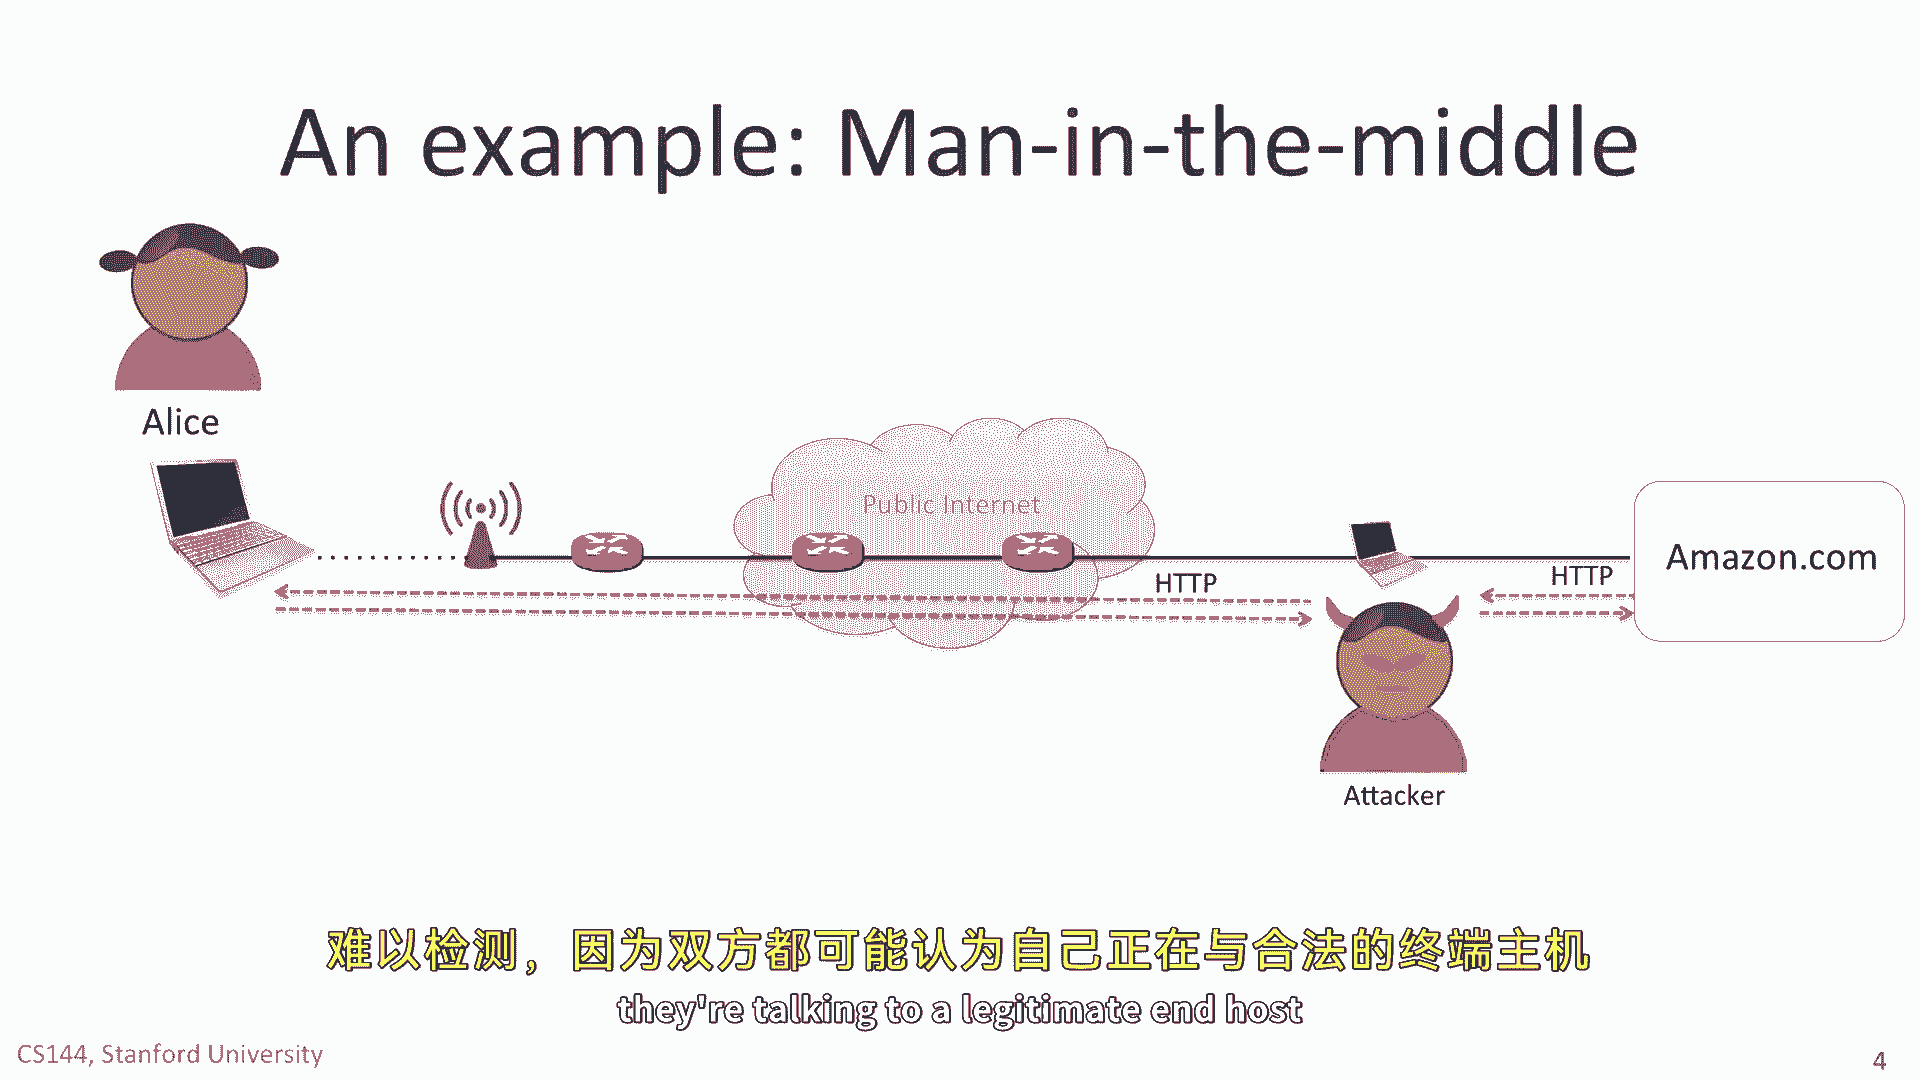 An example: Man-in-the-middle
Alice
Public Internet
HTTP
HTTP
Amazon.com
Attacker
难以检测，因为双方都可能认为自己正在与合法的终端主机
they're talking to a legitimate end host
CS144, Stanford University
4